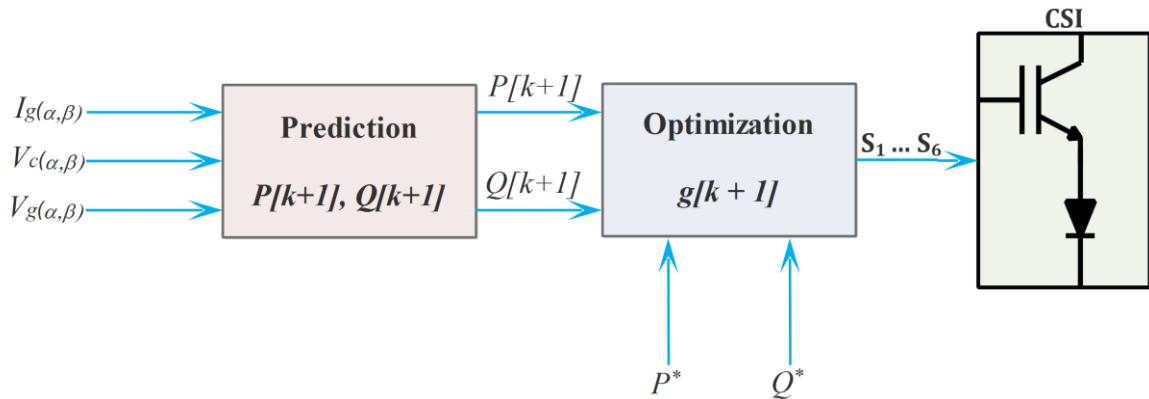 CSI
Ig(α,β)
Vc(α,β)
Vg(α,β)
Prediction
P[k+1], Q[k+1]
P[k+1]
Q[k+1]
Optimization
g[k + 1]
S₁ ... S₆
P*
Q*